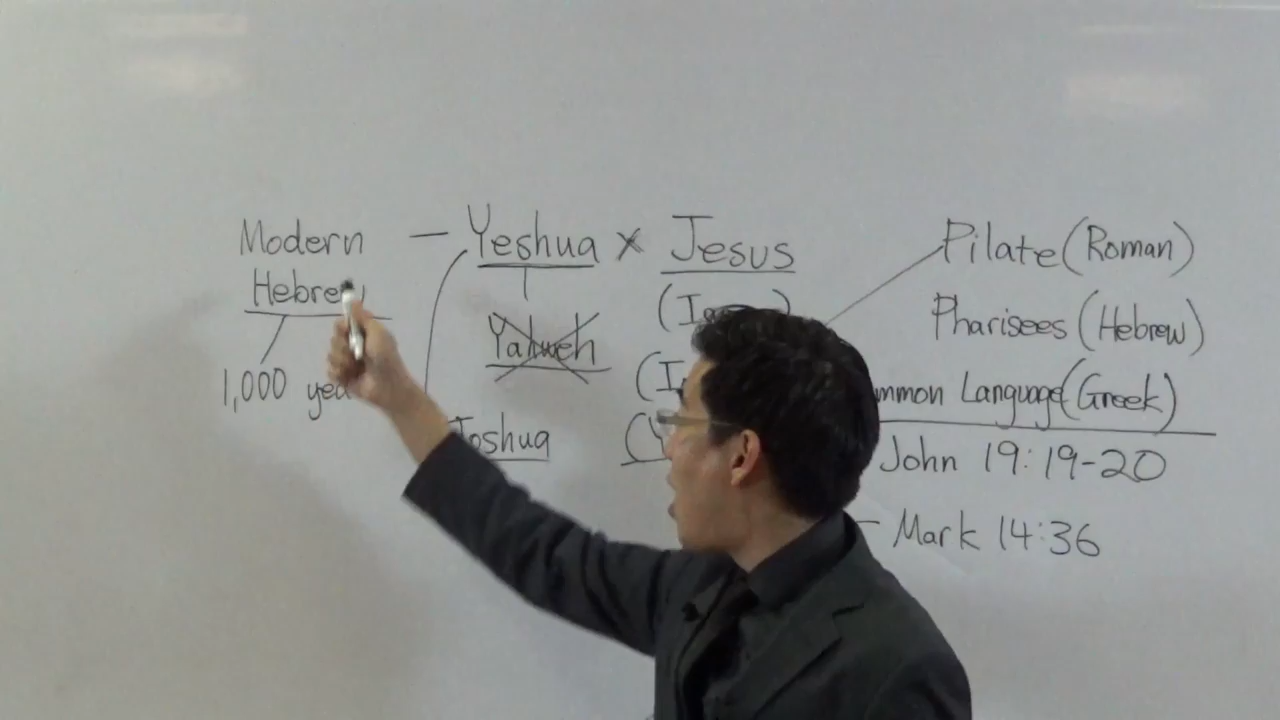 Modern — Yeshua x Jesus
Hebrew
1,000
Yahweh
Joshua
Pilate (Roman)
Pharisees (Hebrew)
Language (Greek)
John 19:19-20
— Mark 14:36